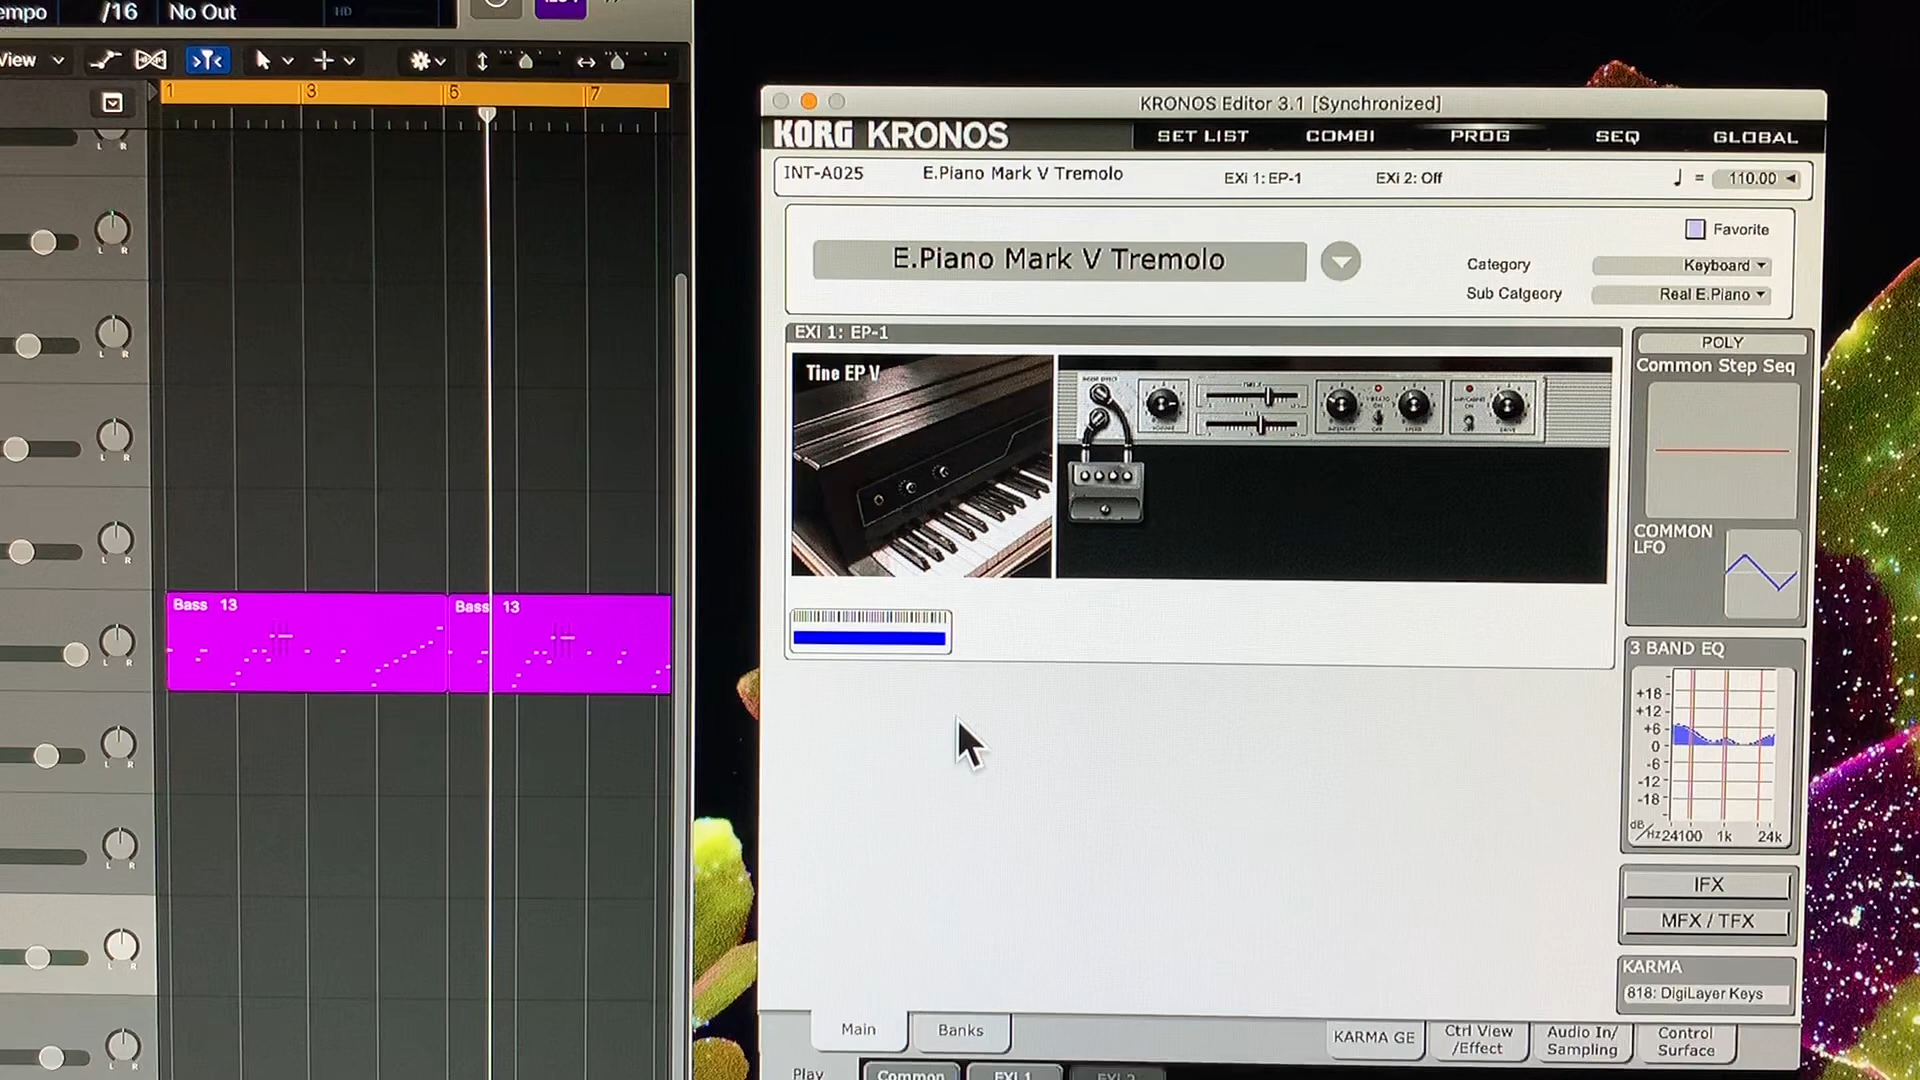 empo /16 No Out HD
View
1 3 5 7
Bass 13 Bass 13
KRONOS Editor 3.1 [Synchronized]
KORG KRONOS SET LIST COMBI PROG SEQ GLOBAL
INT-A025 E.Piano Mark V Tremolo EXi 1: EP-1 EXi 2: Off ♩ = 110.00
Favorite
E.Piano Mark V Tremolo
Category Keyboard
Sub Calgeory Real E.Piano
EXi 1: EP-1
Tine EP V
POLY
Common Step Seq
COMMON
LFO
3 BAND EQ
+18
+12
+6
0
-6
-12
-18
dB/Hz 24 100 1k 24k
IFX
MFX / TFX
KARMA
818: DigiLayer Keys
Main Banks
KARMA GE
Ctrl View
/Effect
Audio In/
Sampling
Control
Surface
Play Common EXi 1 EXi 2